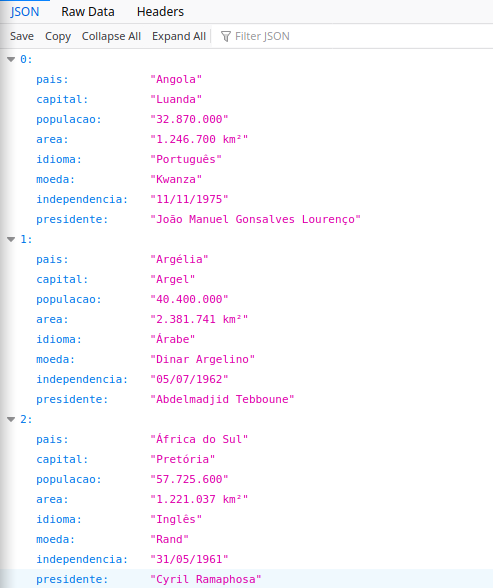 JSON Raw Data Headers
Save Copy Collapse All Expand All Filter JSON
0:
pais: "Angola"
capital: "Luanda"
populacao: "32.870.000"
area: "1.246.700 km²"
idioma: "Português"
moeda: "Kwanza"
independencia: "11/11/1975"
presidente: "João Manuel Gonsalves Lourenço"
1:
pais: "Argélia"
capital: "Argel"
populacao: "40.400.000"
area: "2.381.741 km²"
idioma: "Árabe"
moeda: "Dinar Argelino"
independencia: "05/07/1962"
presidente: "Abdelmadjid Tebboune"
2:
pais: "África do Sul"
capital: "Pretória"
populacao: "57.725.600"
area: "1.221.037 km²"
idioma: "Inglês"
moeda: "Rand"
independencia: "31/05/1961"
presidente: "Cyril Ramaphosa"